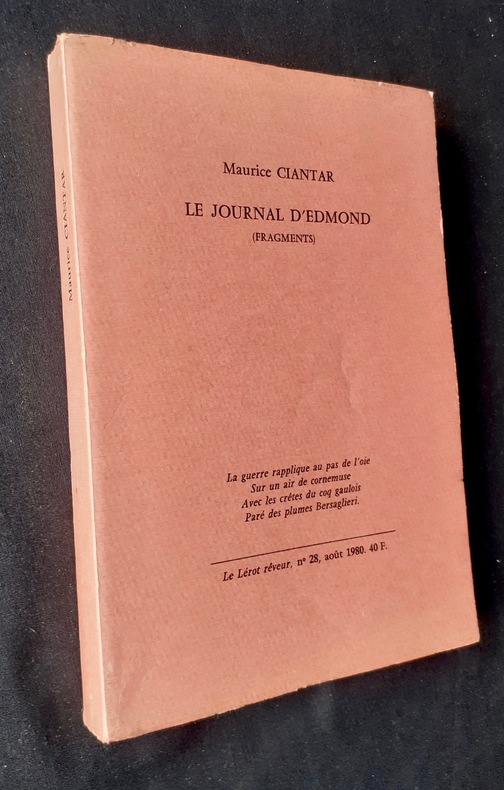 Maurice CIANTAR
Maurice CIANTAR
LE JOURNAL D'EDMOND
(FRAGMENTS)
La guerre rapplique au pas de l'oie
Sur un air de cornemuse
Avec les crêtes du coq gaulois
Paré des plumes Bersaglieri.
Le Lérot rêveur, n° 28, août 1980. 40 F.